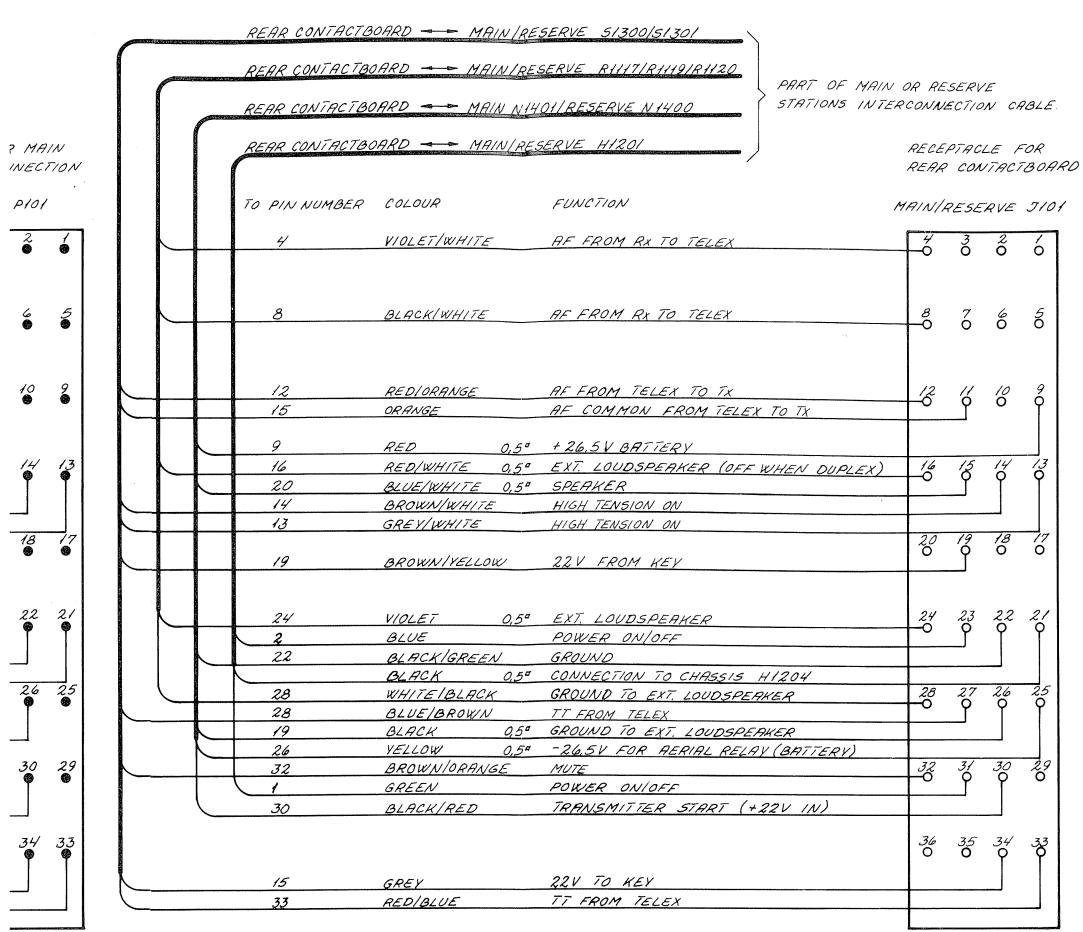 REAR CONTACTBOARD ↔ MAIN/RESERVE S1300/S1301
REAR CONTACTBOARD ↔ MAIN/RESERVE R1117/R1119/R1120
REAR CONTACTBOARD ↔ MAIN N1401/RESERVE N1400
REAR CONTACTBOARD ↔ MAIN/RESERVE H1201
PART OF MAIN OR RESERVE
STATIONS INTERCONNECTION CABLE.
R MAIN
NNECTION
P101
RECEPTACLE FOR
REAR CONTACTBOARD
MAIN/RESERVE J101
TO PIN NUMBER COLOUR FUNCTION
4 VIOLET/WHITE AF FROM Rx TO TELEX
8 BLACK/WHITE AF FROM Rx TO TELEX
12 RED/ORANGE AF FROM TELEX TO Tx
15 ORANGE AF COMMON FROM TELEX TO Tx
9 RED 0,5¤ +26.5V BATTERY
16 RED/WHITE 0,5¤ EXT. LOUDSPEAKER (OFF WHEN DUPLEX)
20 BLUE/WHITE 0,5¤ SPEAKER
14 BROWN/WHITE HIGH TENSION ON
13 GREY/WHITE HIGH TENSION ON
19 BROWN/YELLOW 22V FROM KEY
24 VIOLET 0,5¤ EXT. LOUDSPEAKER
2 BLUE POWER ON/OFF
22 BLACK/GREEN GROUND
BLACK 0,5¤ CONNECTION TO CHASSIS H1204
28 WHITE/BLACK GROUND TO EXT. LOUDSPEAKER
28 BLUE/BROWN TT FROM TELEX
19 BLACK 0,5¤ GROUND TO EXT. LOUDSPEAKER
26 YELLOW 0,5¤ -26.5V FOR AERIAL RELAY (BATTERY)
32 BROWN/ORANGE MUTE
1 GREEN POWER ON/OFF
30 BLACK/RED TRANSMITTER START (+22V IN)
15 GREY 22V TO KEY
33 RED/BLUE TT FROM TELEX
2 1
6 5
10 9
14 13
18 17
22 21
26 25
30 29
34 33
4 3 2 1
8 7 6 5
12 11 10 9
16 15 14 13
20 19 18 17
24 23 22 21
28 27 26 25
32 31 30 29
36 35 34 33